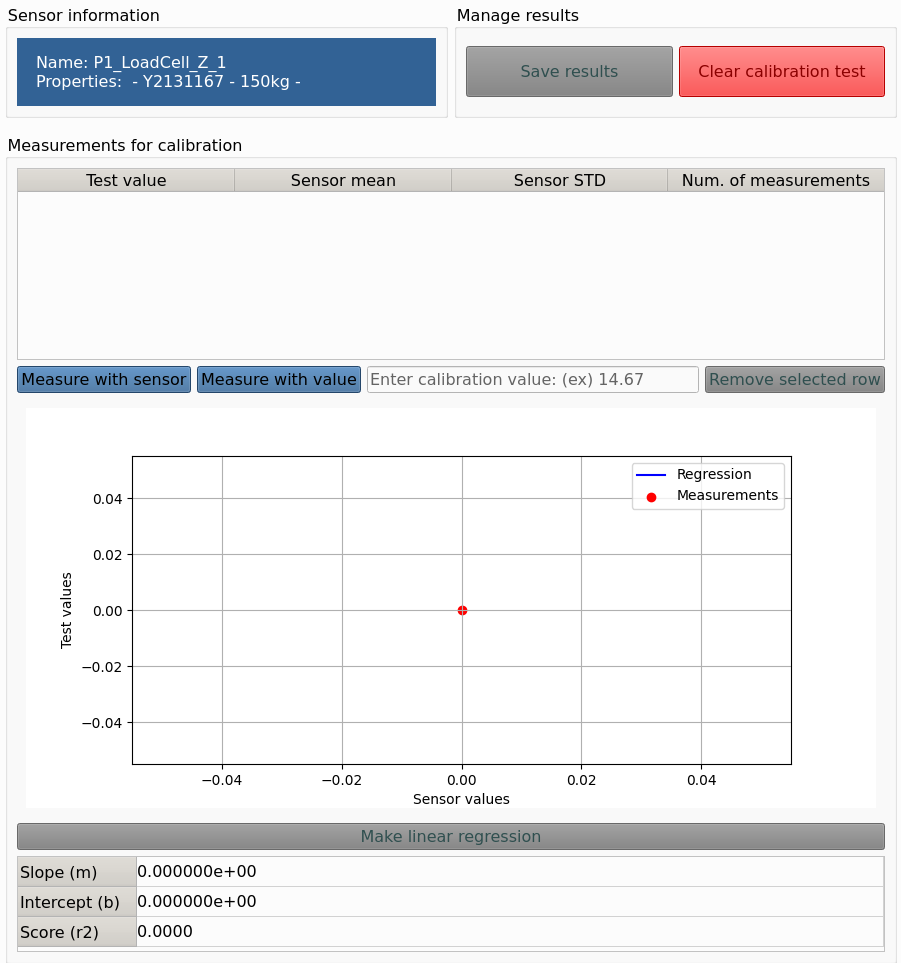 Sensor information
Manage results
Name: P1_LoadCell_Z_1
Properties:  - Y2131167 - 150kg -
Save results
Clear calibration test
Measurements for calibration
Test value
Sensor mean
Sensor STD
Num. of measurements
Measure with sensor
Measure with value
Enter calibration value: (ex) 14.67
Remove selected row
Regression
Measurements
0.04
0.02
0.00
−0.02
−0.04
Test values
−0.04
−0.02
0.00
0.02
0.04
Sensor values
Make linear regression
Slope (m)
0.000000e+00
Intercept (b)
0.000000e+00
Score (r2)
0.0000